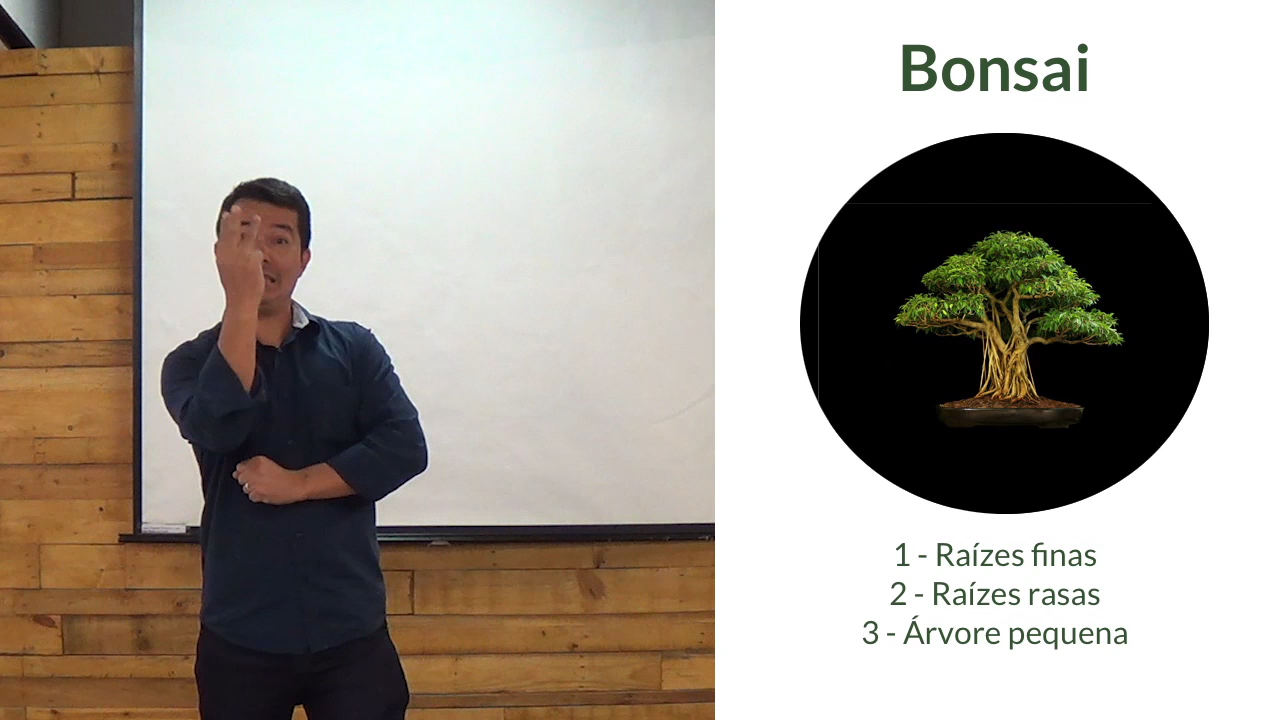 Bonsai
1 - Raízes finas
2 - Raízes rasas
3 - Árvore pequena